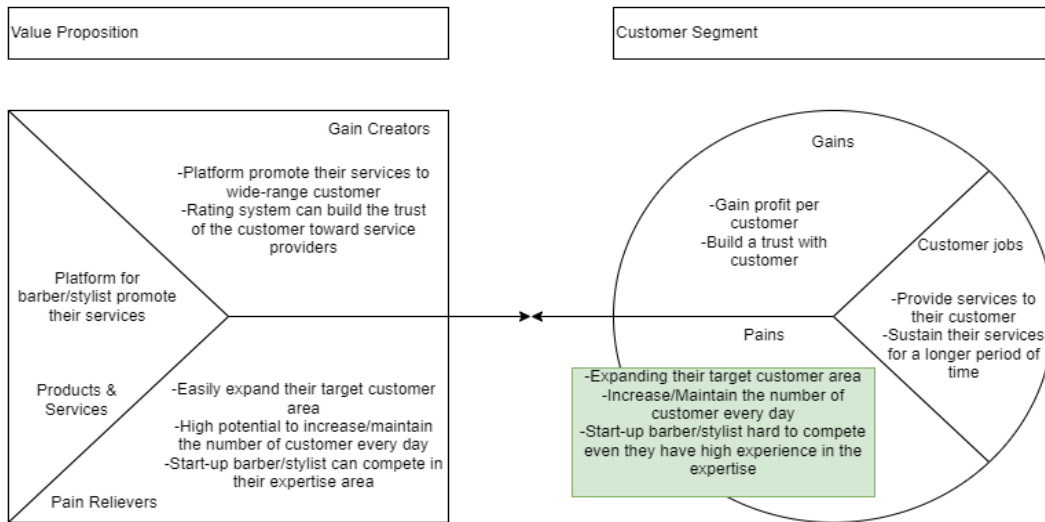 Value Proposition
Customer Segment
Gain Creators
-Platform promote their services to
wide-range customer
-Rating system can build the trust
of the customer toward service
providers
Platform for
barber/stylist promote
their services
Products &
Services
-Easily expand their target customer
area
-High potential to increase/maintain
the number of customer every day
-Start-up barber/stylist can compete in
their expertise area
Pain Relievers
Gains
-Gain profit per
customer
-Build a trust with
customer
Customer jobs
-Provide services to
their customer
-Sustain their services
for a longer period of
time
Pains
-Expanding their target customer area
-Increase/Maintain the number of
customer every day
-Start-up barber/stylist hard to compete
even they have high experience in the
expertise